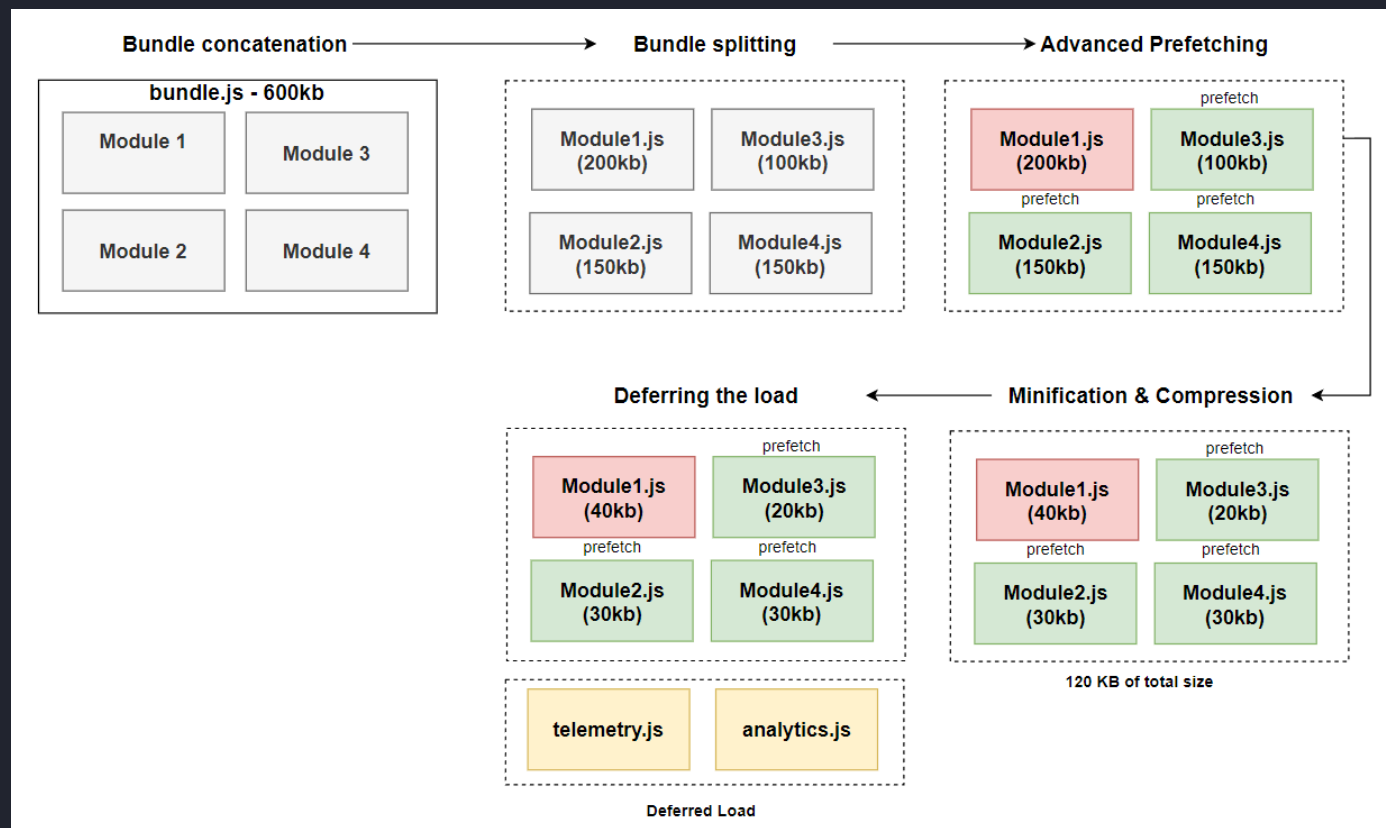 Bundle concatenation
Bundle splitting
Advanced Prefetching
bundle.js - 600kb
Module 1
Module 3
Module 2
Module 4
Module1.js
(200kb)
Module3.js
(100kb)
Module2.js
(150kb)
Module4.js
(150kb)
prefetch
Module1.js
(200kb)
Module3.js
(100kb)
prefetch
prefetch
Module2.js
(150kb)
Module4.js
(150kb)
Deferring the load
Minification & Compression
prefetch
Module1.js
(40kb)
Module3.js
(20kb)
prefetch
prefetch
Module2.js
(30kb)
Module4.js
(30kb)
prefetch
Module1.js
(40kb)
Module3.js
(20kb)
prefetch
prefetch
Module2.js
(30kb)
Module4.js
(30kb)
120 KB of total size
telemetry.js
analytics.js
Deferred Load